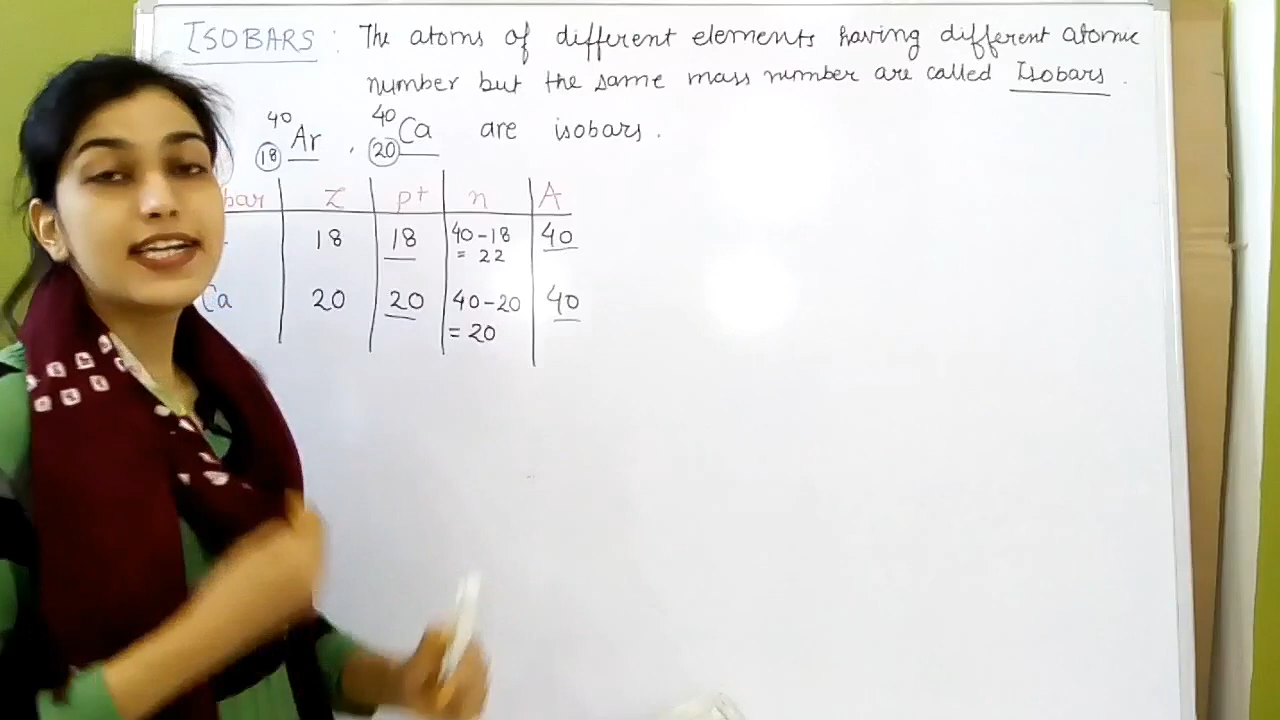 ISOBARS : The atoms of different elements having different atomic
number but the same mass number are called Isobars.
40 18 Ar, 40 20 Ca are isobars.
bar Z P+ n A
18 18 40-18 = 22 40
Ca 20 20 40-20 = 20 40